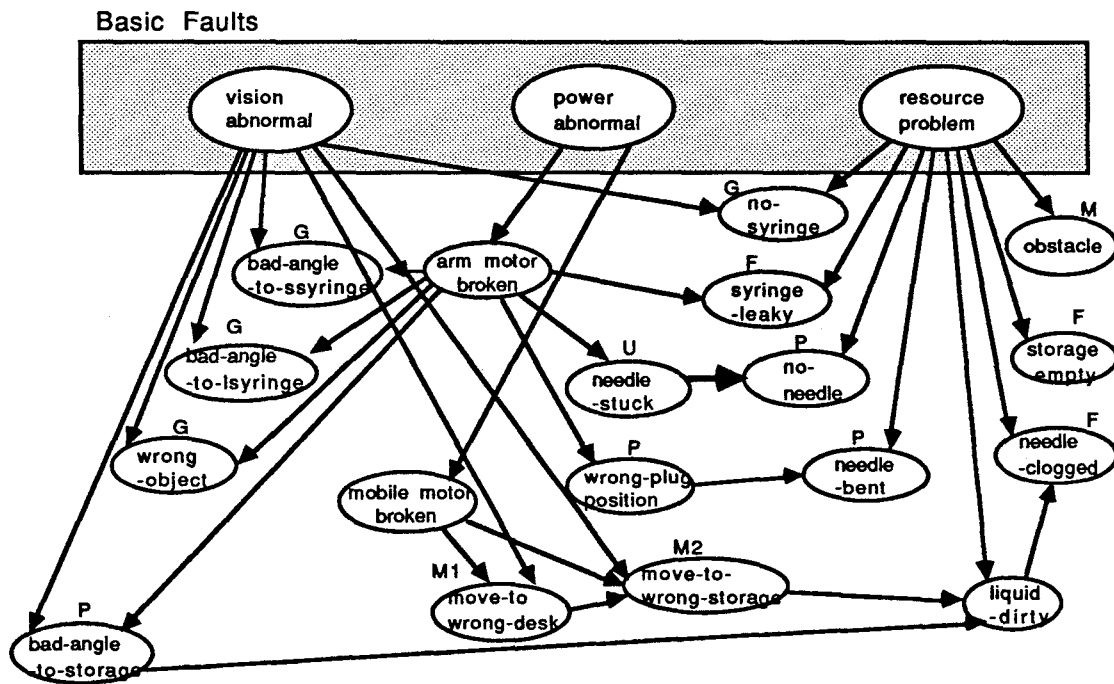 Basic Faults
vision
abnormal
power
abnormal
resource
problem
G
no-
syringe
M
obstacle
G
bad-angle
-to-ssyringe
arm motor
broken
F
syringe
-leaky
F
storage
empty
G
bad-angle
-to-lsyringe
U
needle
-stuck
P
no-
needle
G
wrong
-object
P
wrong-plug
position
P
needle
-bent
F
needle
-clogged
mobile motor
broken
M1
move-to
wrong-desk
M2
move-to-
wrong-storage
liquid
-dirty
P
bad-angle
-to-storage